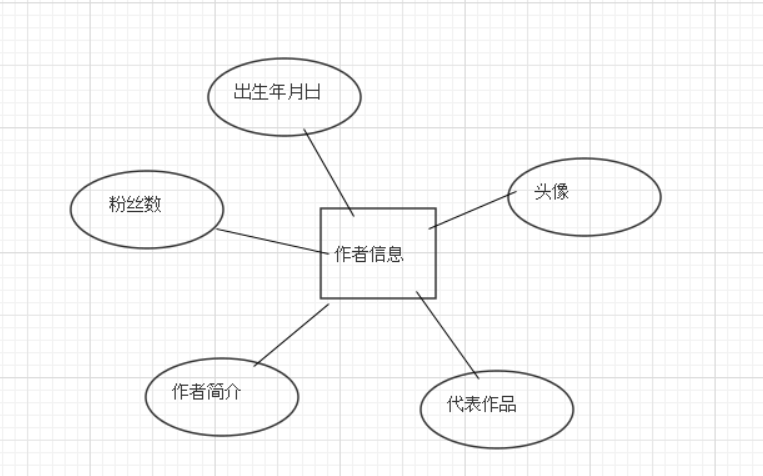 出生年月日
头像
粉丝数
作者信息
作者简介
代表作品